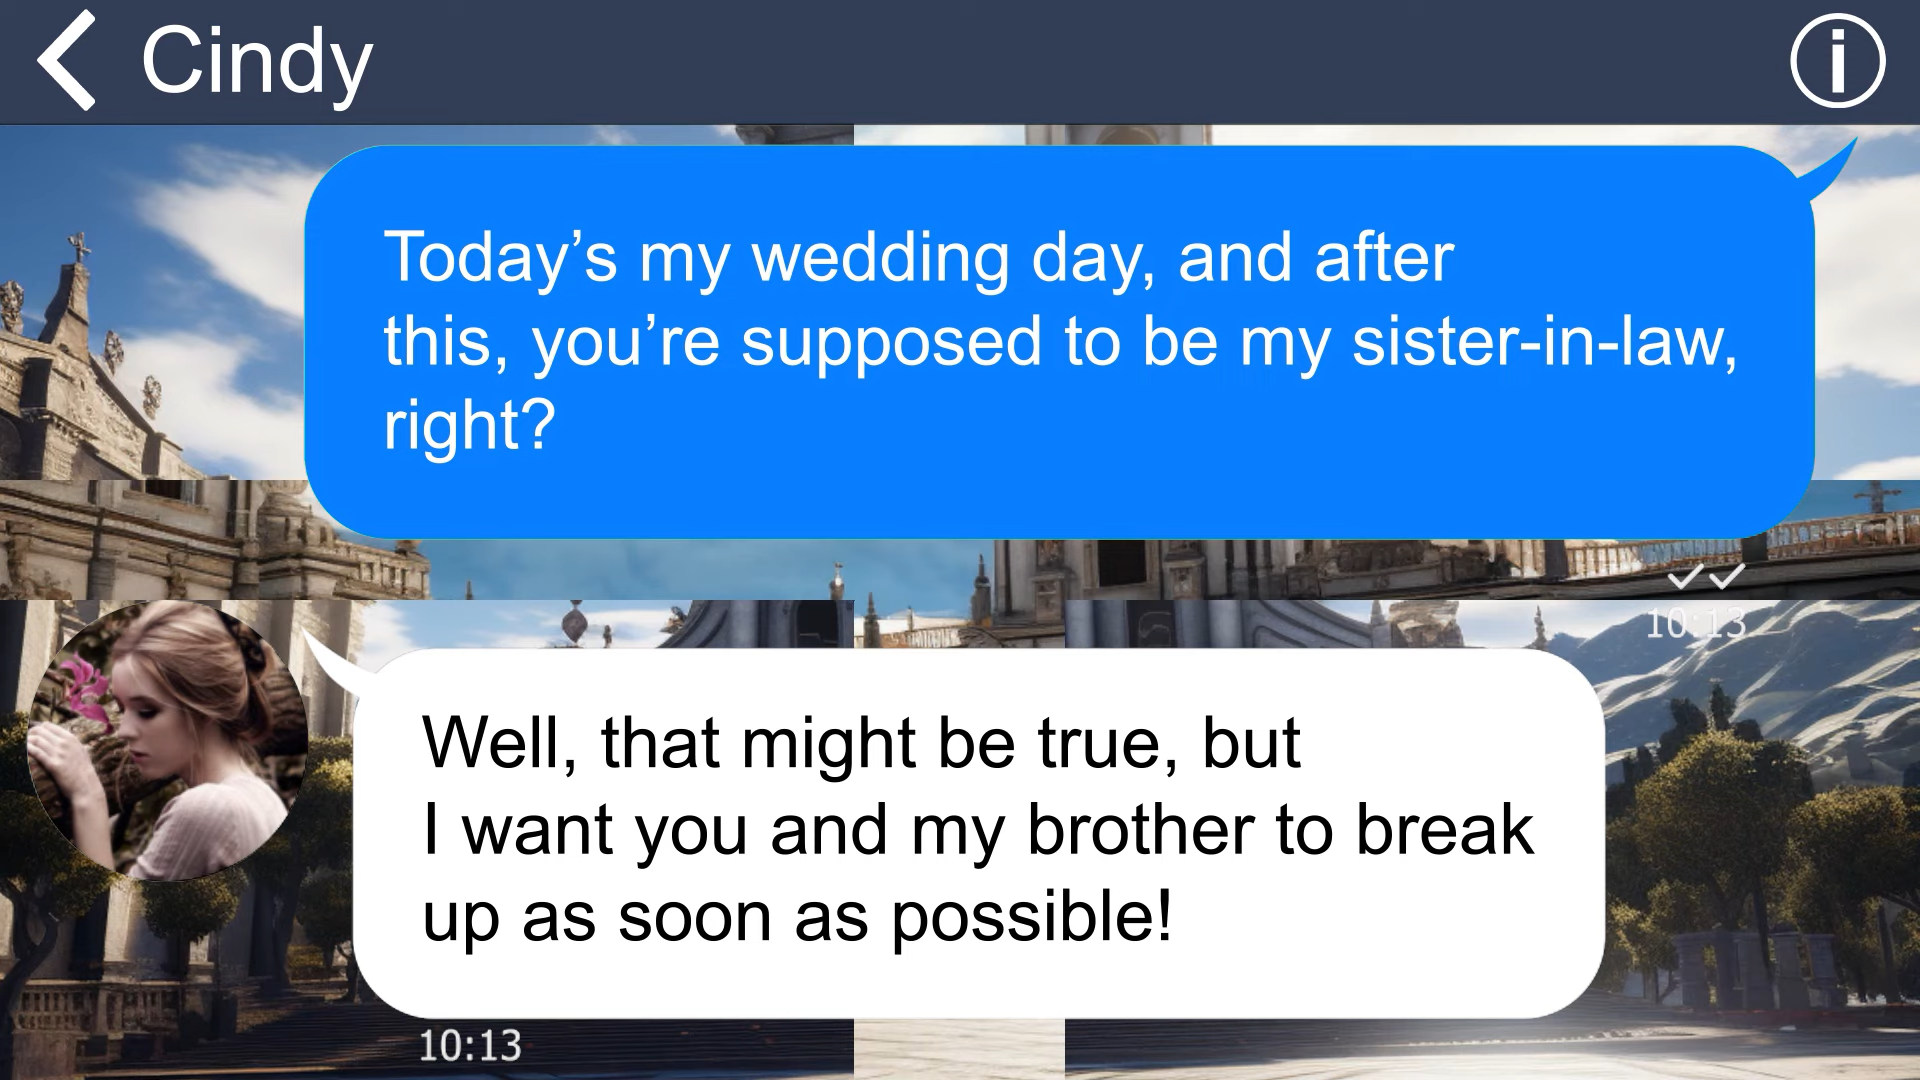 Cindy
Today’s my wedding day, and after
this, you’re supposed to be my sister-in-law,
right?
10:13
Well, that might be true, but
I want you and my brother to break
up as soon as possible!
10:13